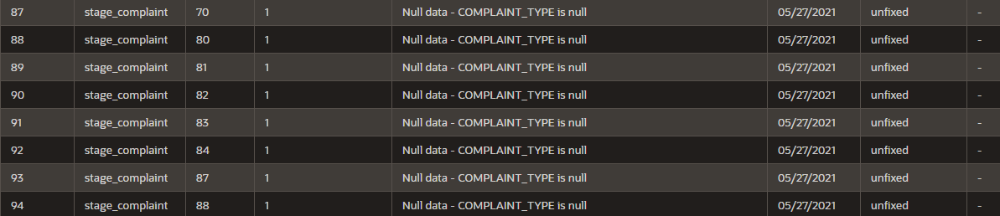 87 stage_complaint 70 1 Null data - COMPLAINT_TYPE is null 05/27/2021 unfixed -
88 stage_complaint 80 1 Null data - COMPLAINT_TYPE is null 05/27/2021 unfixed -
89 stage_complaint 81 1 Null data - COMPLAINT_TYPE is null 05/27/2021 unfixed -
90 stage_complaint 82 1 Null data - COMPLAINT_TYPE is null 05/27/2021 unfixed -
91 stage_complaint 83 1 Null data - COMPLAINT_TYPE is null 05/27/2021 unfixed -
92 stage_complaint 84 1 Null data - COMPLAINT_TYPE is null 05/27/2021 unfixed -
93 stage_complaint 87 1 Null data - COMPLAINT_TYPE is null 05/27/2021 unfixed -
94 stage_complaint 88 1 Null data - COMPLAINT_TYPE is null 05/27/2021 unfixed -